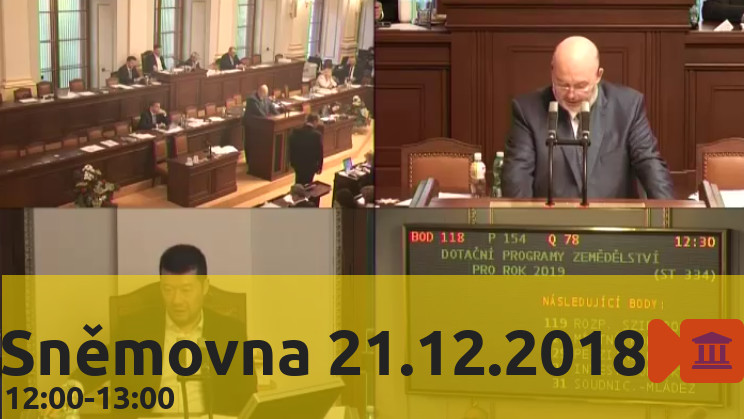 BOD 118 P 154 Q 78 12:30
DOTAČNÍ PROGRAMY ZEMĚDĚLSTVÍ
PRO ROK 2019 (ST 334)
NÁSLEDUJÍCÍ BODY:
119 ROZP.
31 SOUDNIC.-MLÁDEŽ
Sněmovna 21.12.2018
12:00-13:00